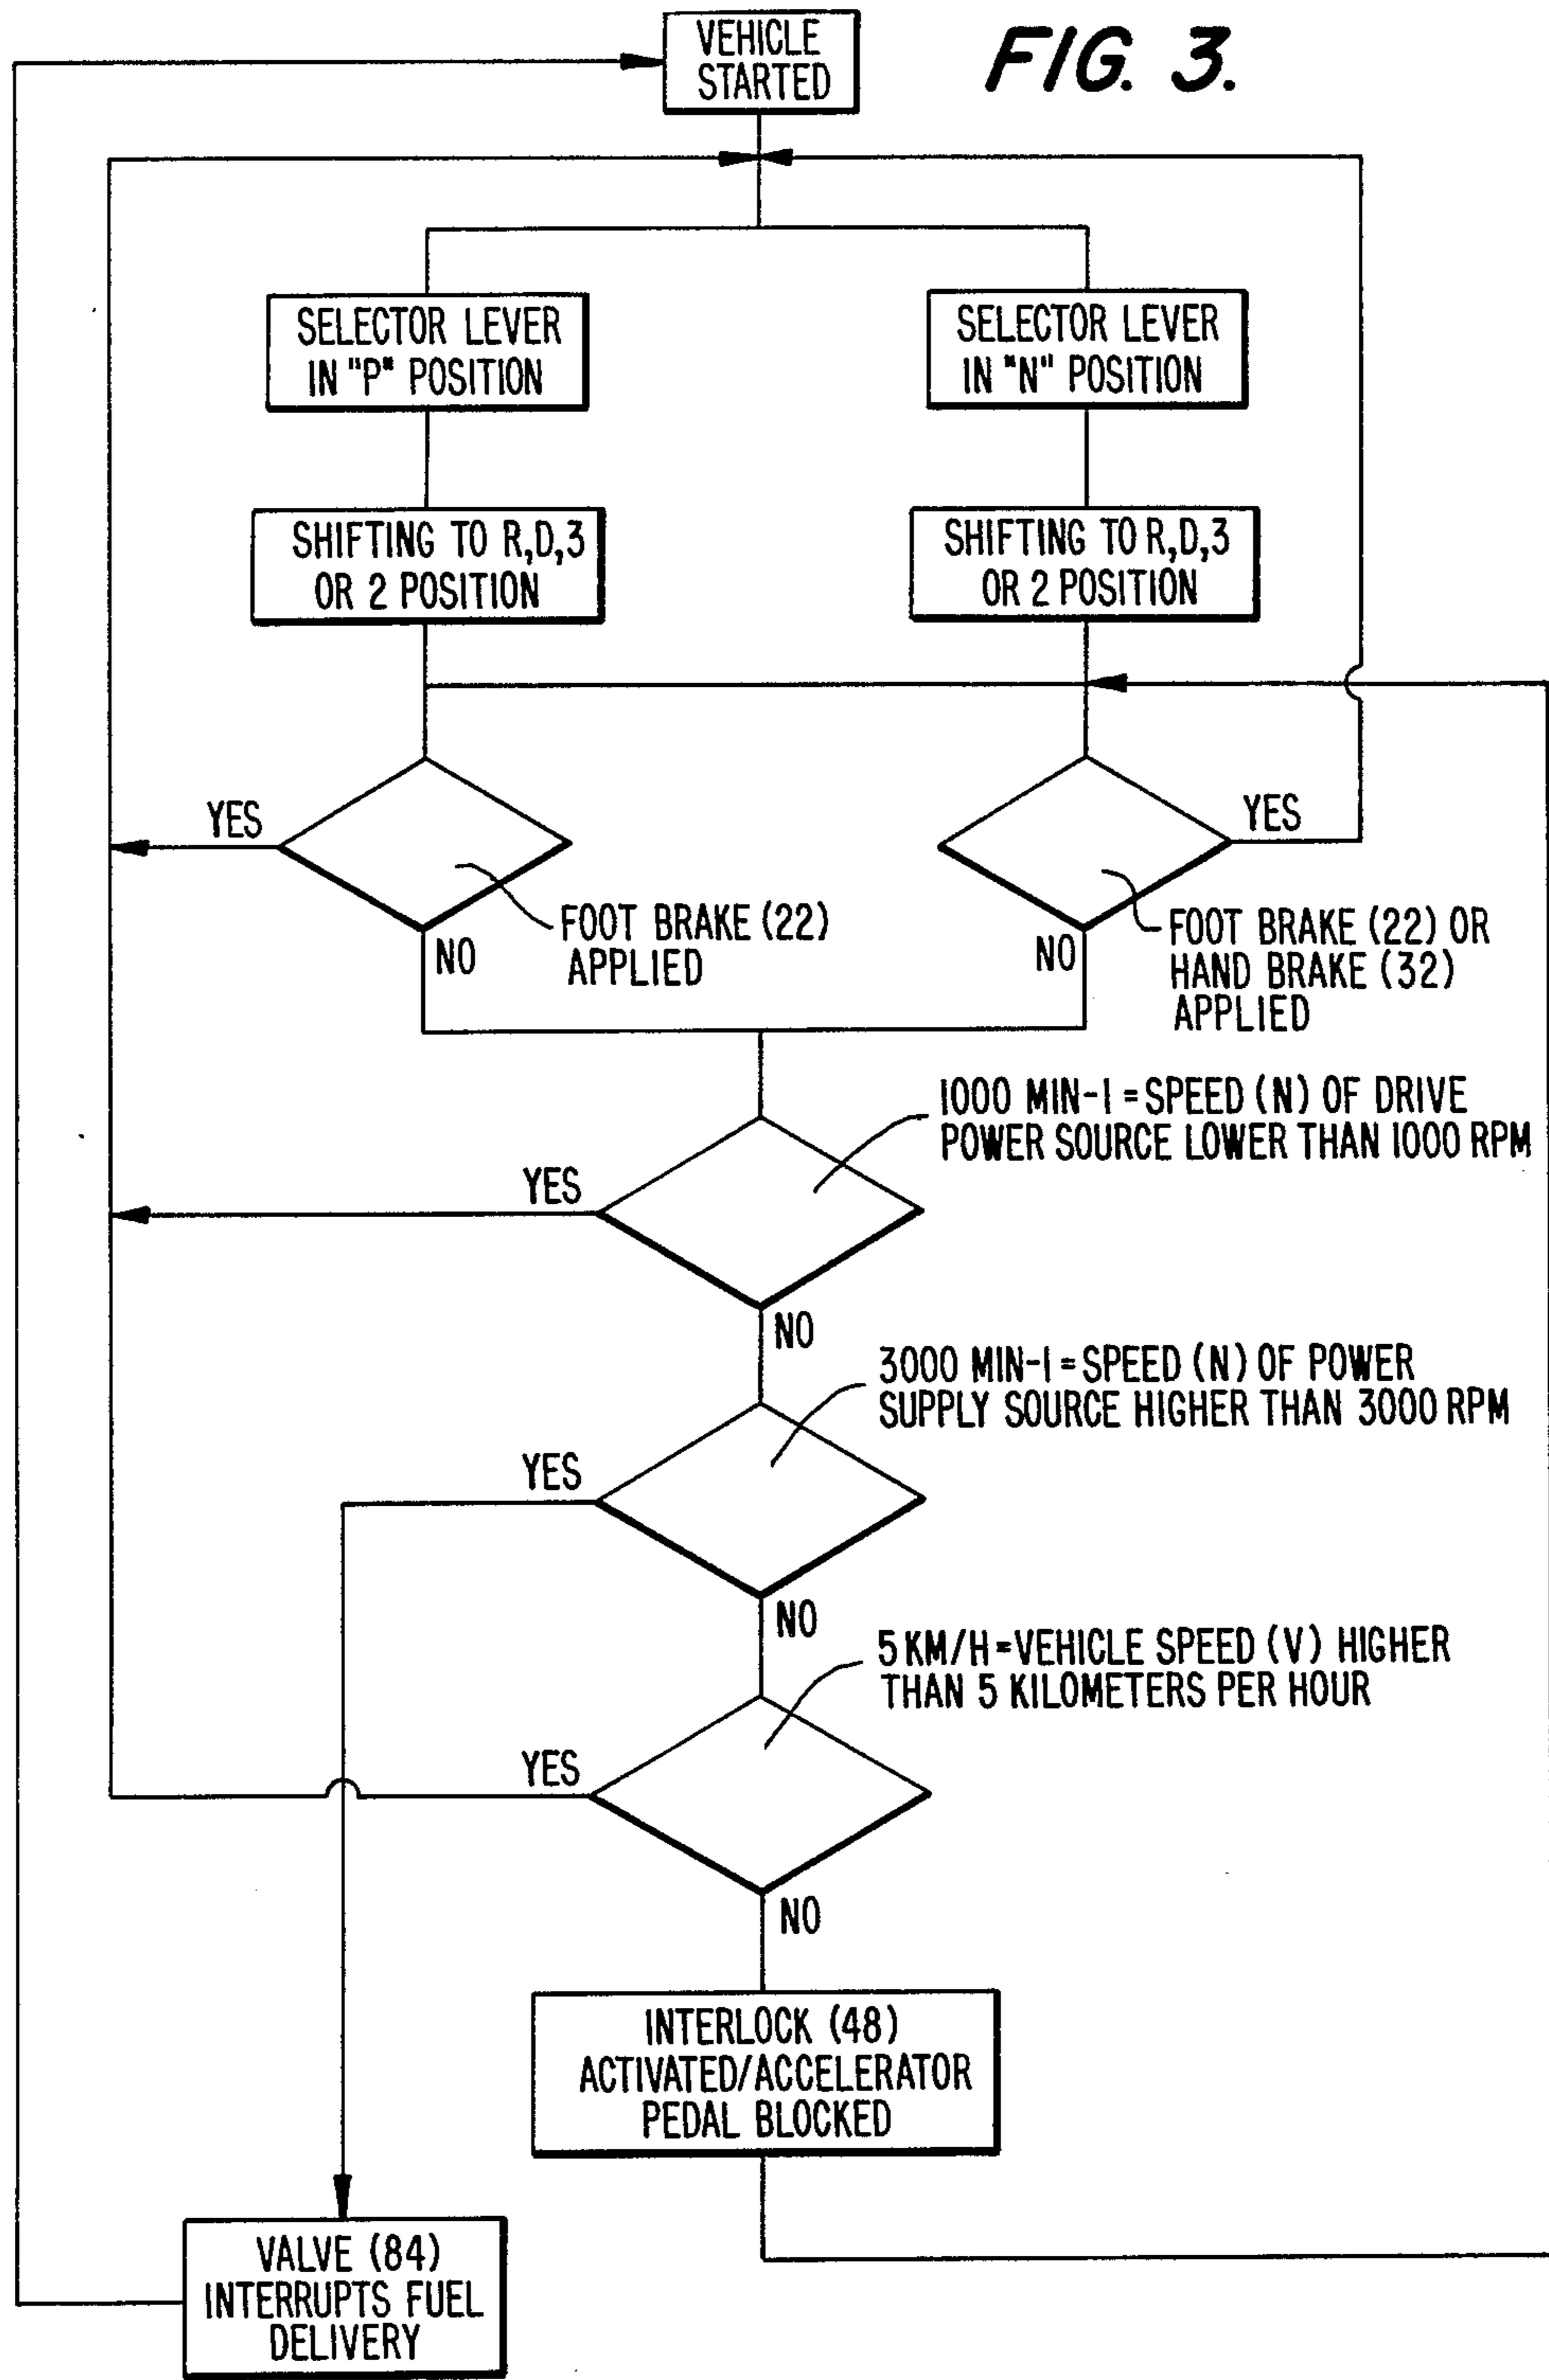 FIG. 3.
VEHICLE
STARTED
SELECTOR LEVER
IN "P" POSITION
SELECTOR LEVER
IN "N" POSITION
SHIFTING TO R,D,3
OR 2 POSITION
SHIFTING TO R,D,3
OR 2 POSITION
YES
FOOT BRAKE (22)
APPLIED
NO
YES
FOOT BRAKE (22) OR
HAND BRAKE (32)
APPLIED
NO
1000 MIN-1 = SPEED (N) OF DRIVE
POWER SOURCE LOWER THAN 1000 RPM
YES
NO
3000 MIN-1 = SPEED (N) OF POWER
SUPPLY SOURCE HIGHER THAN 3000 RPM
YES
NO
5 KM/H = VEHICLE SPEED (V) HIGHER
THAN 5 KILOMETERS PER HOUR
YES
NO
INTERLOCK (48)
ACTIVATED/ACCELERATOR
PEDAL BLOCKED
VALVE (84)
INTERRUPTS FUEL
DELIVERY